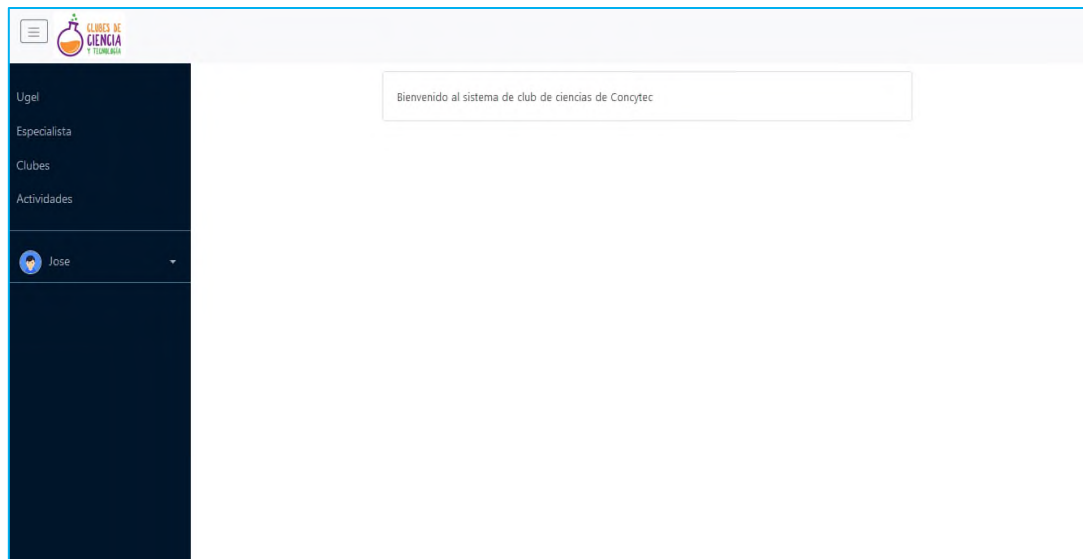 CLUBES DE
CIENCIA
Y TECNOLOGÍA
Ugel
Especialista
Clubes
Actividades
Jose
Bienvenido al sistema de club de ciencias de Concytec